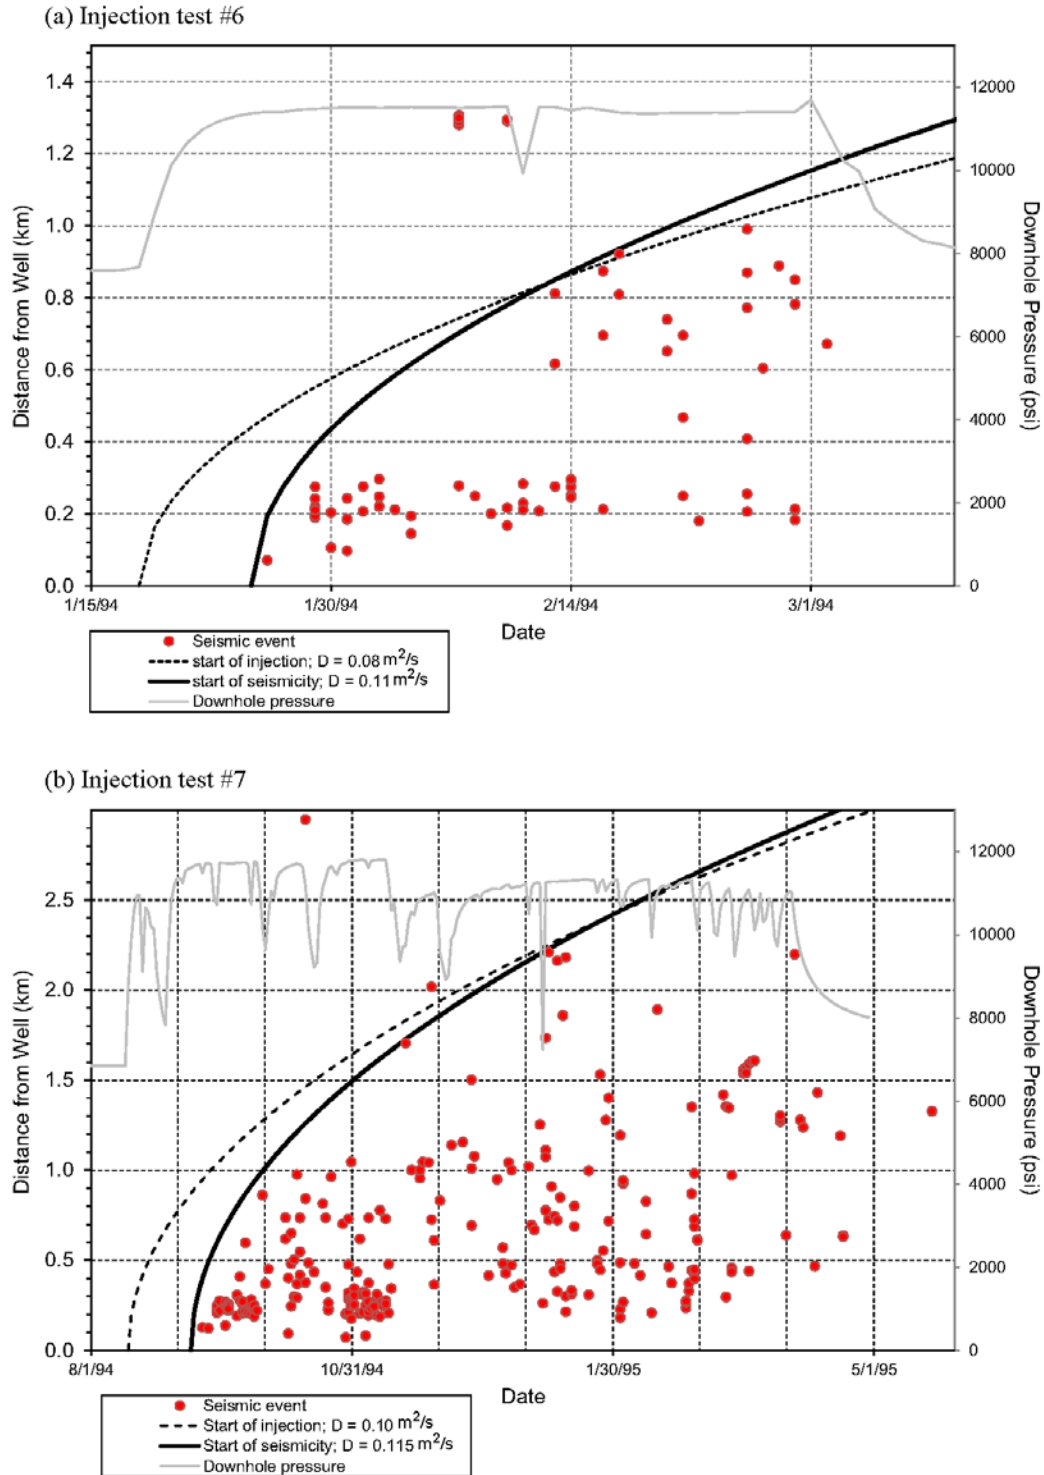 (a) Injection test #6
1.4
1.2
1.0
0.8
0.6
0.4
0.2
0.0
Distance from Well (km)
12000
10000
8000
6000
4000
2000
0
Downhole Pressure (psi)
1/15/94 1/30/94 2/14/94 3/1/94
Date
Seismic event
start of injection; D = 0.08 m²/s
start of seismicity; D = 0.11 m²/s
Downhole pressure
(b) Injection test #7
2.5
2.0
1.5
1.0
0.5
0.0
Distance from Well (km)
12000
10000
8000
6000
4000
2000
0
Downhole Pressure (psi)
8/1/94 10/31/94 1/30/95 5/1/95
Date
Seismic event
Start of injection; D = 0.10 m²/s
Start of seismicity; D = 0.115 m²/s
Downhole pressure